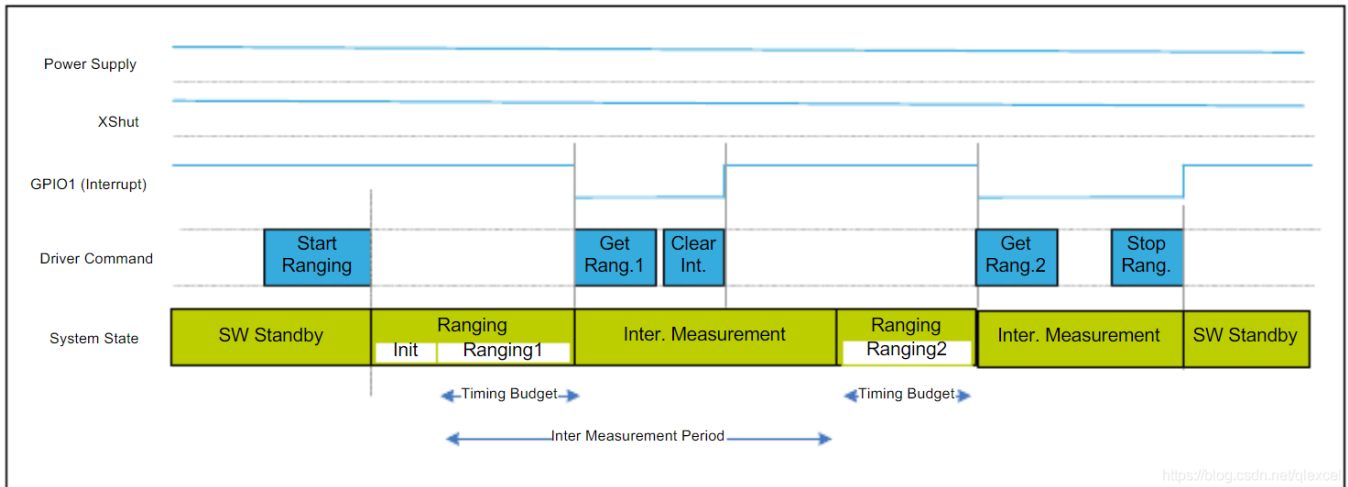 Power Supply
XShut
GPIO1 (Interrupt)
Driver Command
Start
Ranging
Get
Rang.1
Clear
Int.
Get
Rang.2
Stop
Rang.
System State
SW Standby
Ranging
Init
Ranging1
Inter. Measurement
Ranging
Ranging2
Inter. Measurement
SW Standby
Timing Budget
Timing Budget
Inter Measurement Period
https://blog.csdn.net/qlexcel